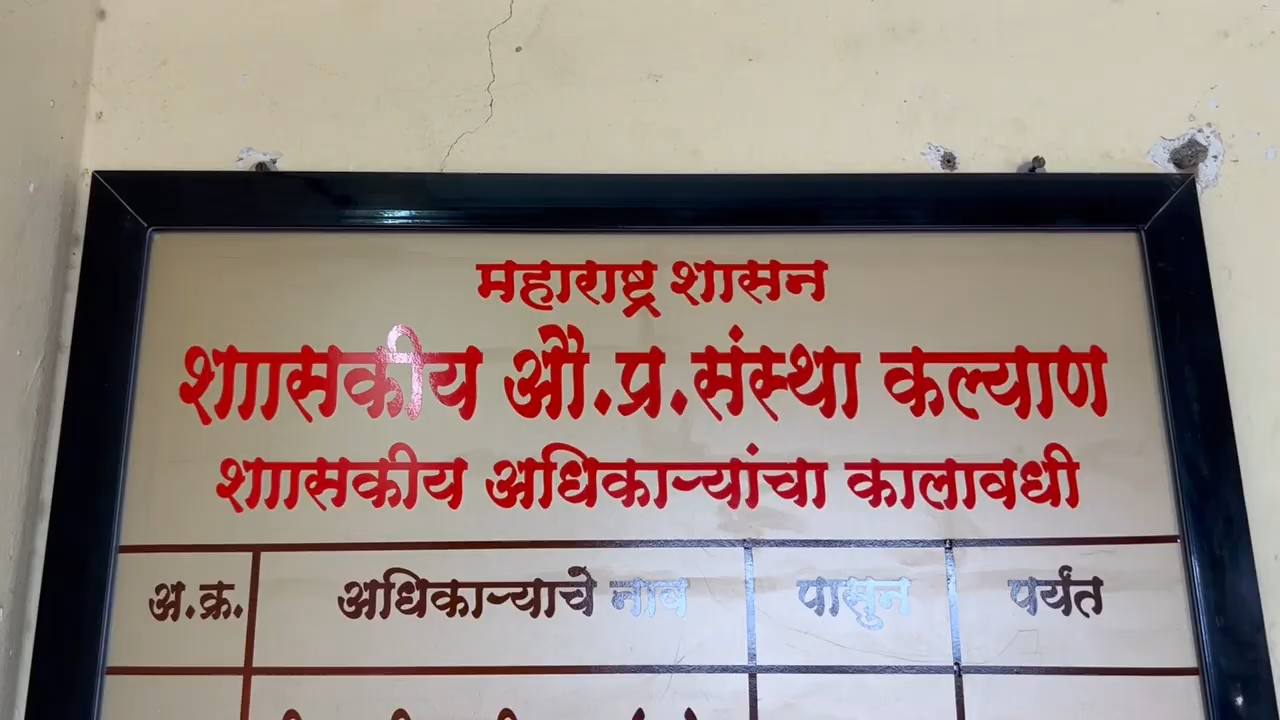 महाराष्ट्र शासन
शाासकीय औ.प्र.संस्था कल्याण
शाासकीय अधिकाऱ्यांचा कालावधी
अ.क्र. अधिकाऱ्याचे नाव पासुन पर्यंत